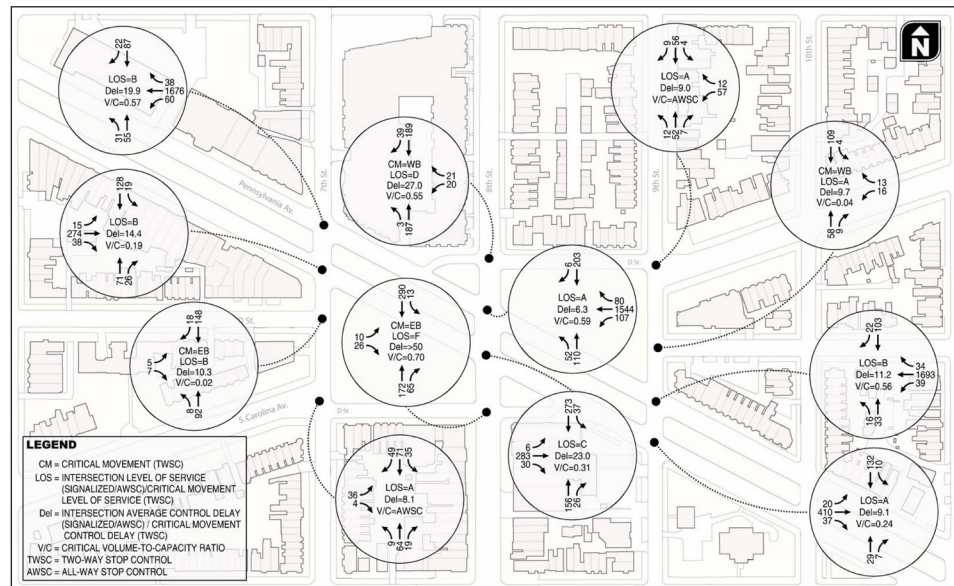 22
87
38
1676
60
LOS=B
Del=19.9
V/C=0.57
31
55
39
189
21
20
CM=WB
LOS=D
Del=27.0
V/C=0.55
3
187
9
56
4
12
57
LOS=A
Del=9.0
V/C=AWSC
12
52
7
10th St.
N
109
4
CM=WB
LOS=A
Del=9.7
V/C=0.04
13
16
58
9
Pennsylvania Av.
7th St.
8th St.
9th St.
128
19
15
274
38
LOS=B
Del=14.4
V/C=0.19
71
26
D St.
6
203
80
1544
107
LOS=A
Del=6.3
V/C=0.59
52
110
290
13
10
26
CM=EB
LOS=F
Del=>50
V/C=0.70
172
65
D St.
18
148
5
7
CM=EB
LOS=B
Del=10.3
V/C=0.02
8
92
22
103
34
1693
39
LOS=B
Del=11.2
V/C=0.56
16
33
S. Carolina Av.
D St.
273
37
6
283
30
LOS=C
Del=23.0
V/C=0.31
156
26
49
71
35
36
4
LOS=A
Del=8.1
V/C=AWSC
9
64
19
132
10
20
410
37
LOS=A
Del=9.1
V/C=0.24
29
7
LEGEND
CM = CRITICAL MOVEMENT (TWSC)
LOS = INTERSECTION LEVEL OF SERVICE
(SIGNALIZED/AWSC)/CRITICAL MOVEMENT
LEVEL OF SERVICE (TWSC)
Del = INTERSECTION AVERAGE CONTROL DELAY
(SIGNALIZED/AWSC) / CRITICAL MOVEMENT
CONTROL DELAY (TWSC)
V/C = CRITICAL VOLUME-TO-CAPACITY RATIO
TWSC = TWO-WAY STOP CONTROL
AWSC = ALL-WAY STOP CONTROL